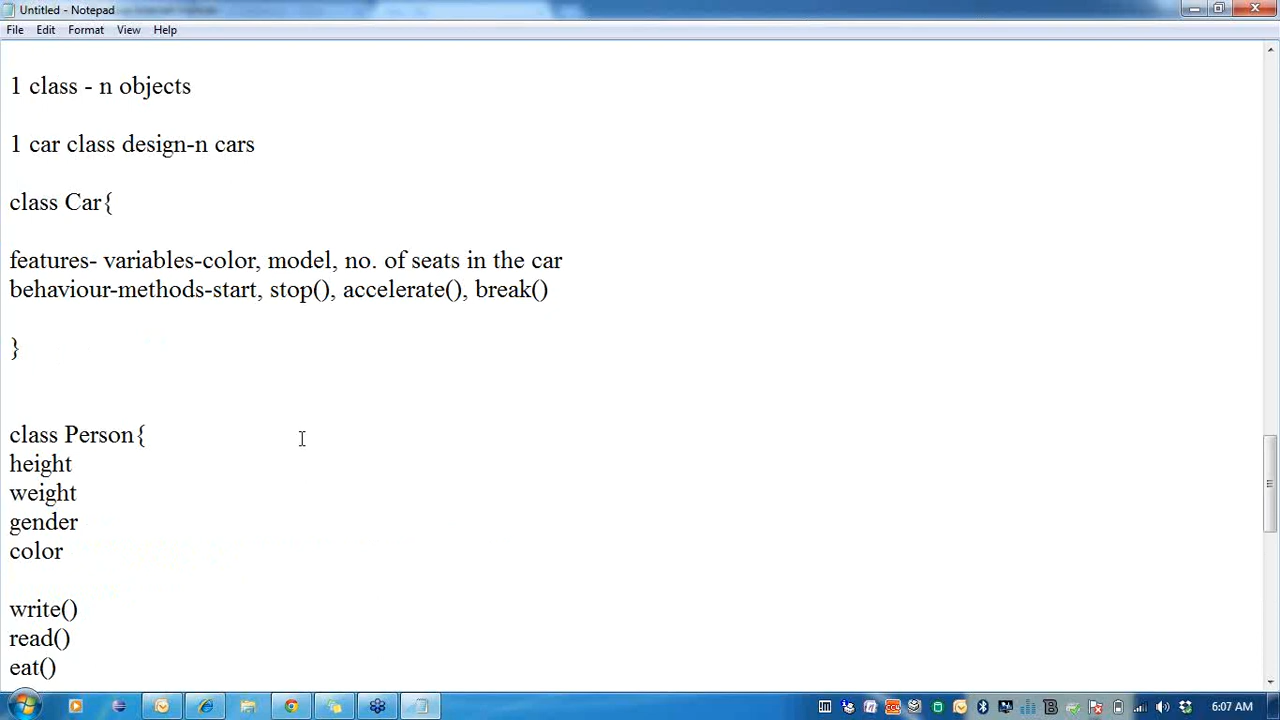 Untitled - Notepad
File Edit Format View Help
1 class - n objects
1 car class design-n cars
class Car{
features- variables-color, model, no. of seats in the car
behaviour-methods-start, stop(), accelerate(), break()
}
class Person{
height
weight
gender
color
write()
read()
eat()
6:07 AM